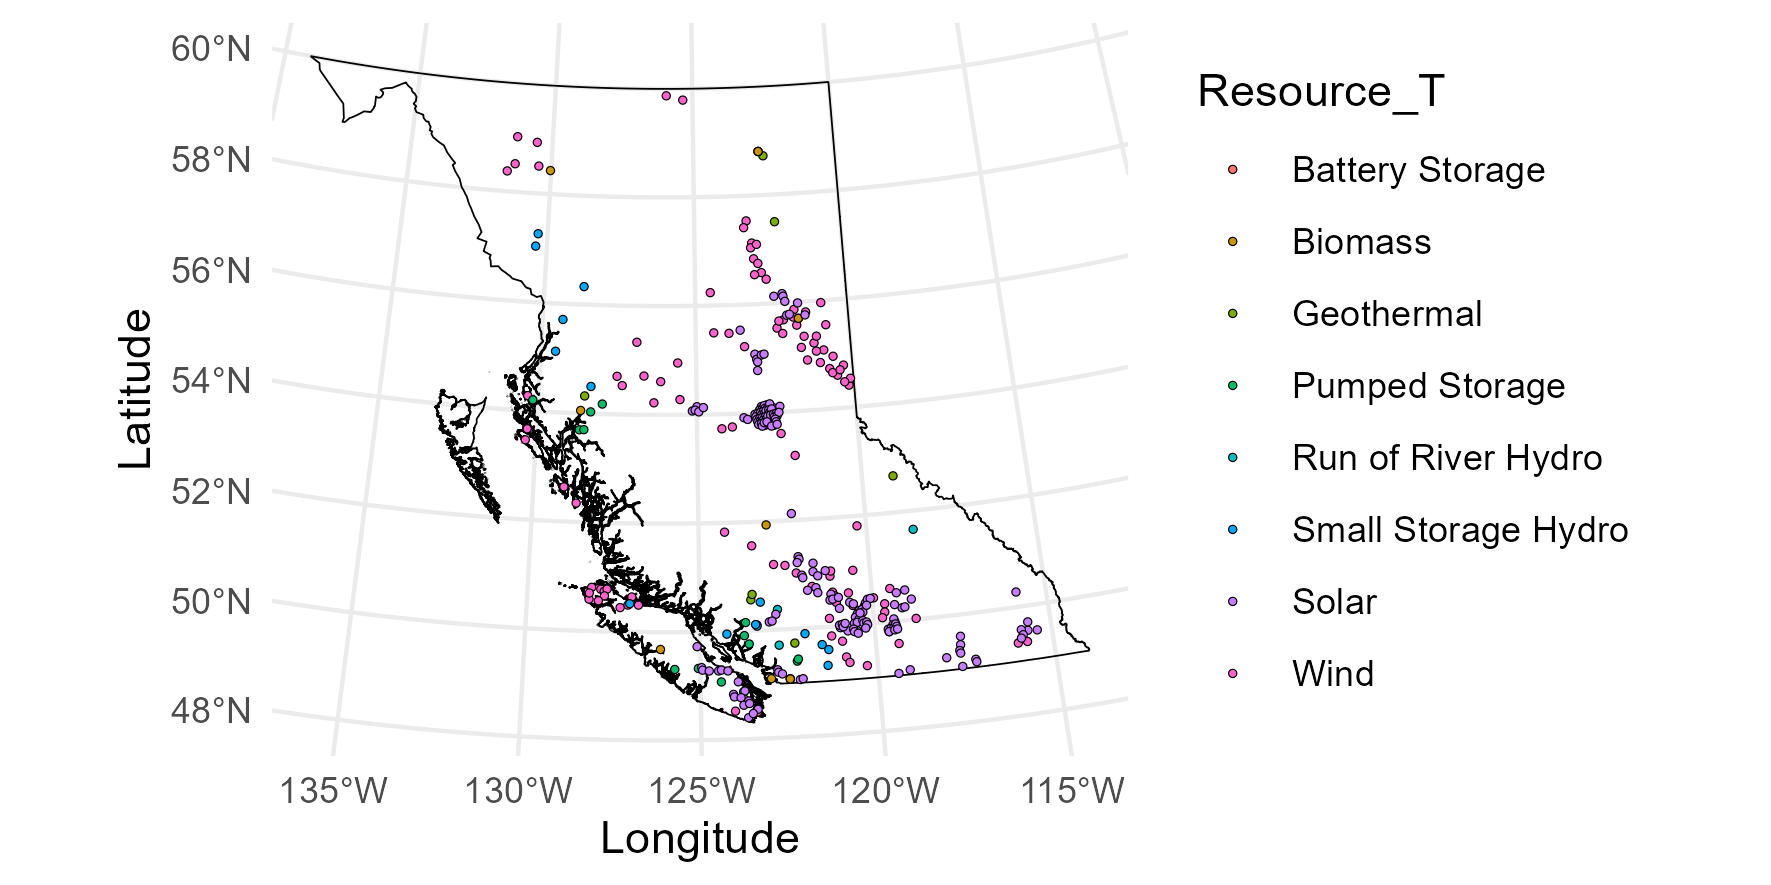 60°N
58°N
56°N
54°N
52°N
50°N
48°N
Latitude
135°W 130°W 125°W 120°W 115°W
Longitude
Resource_T
Battery Storage
Biomass
Geothermal
Pumped Storage
Run of River Hydro
Small Storage Hydro
Solar
Wind